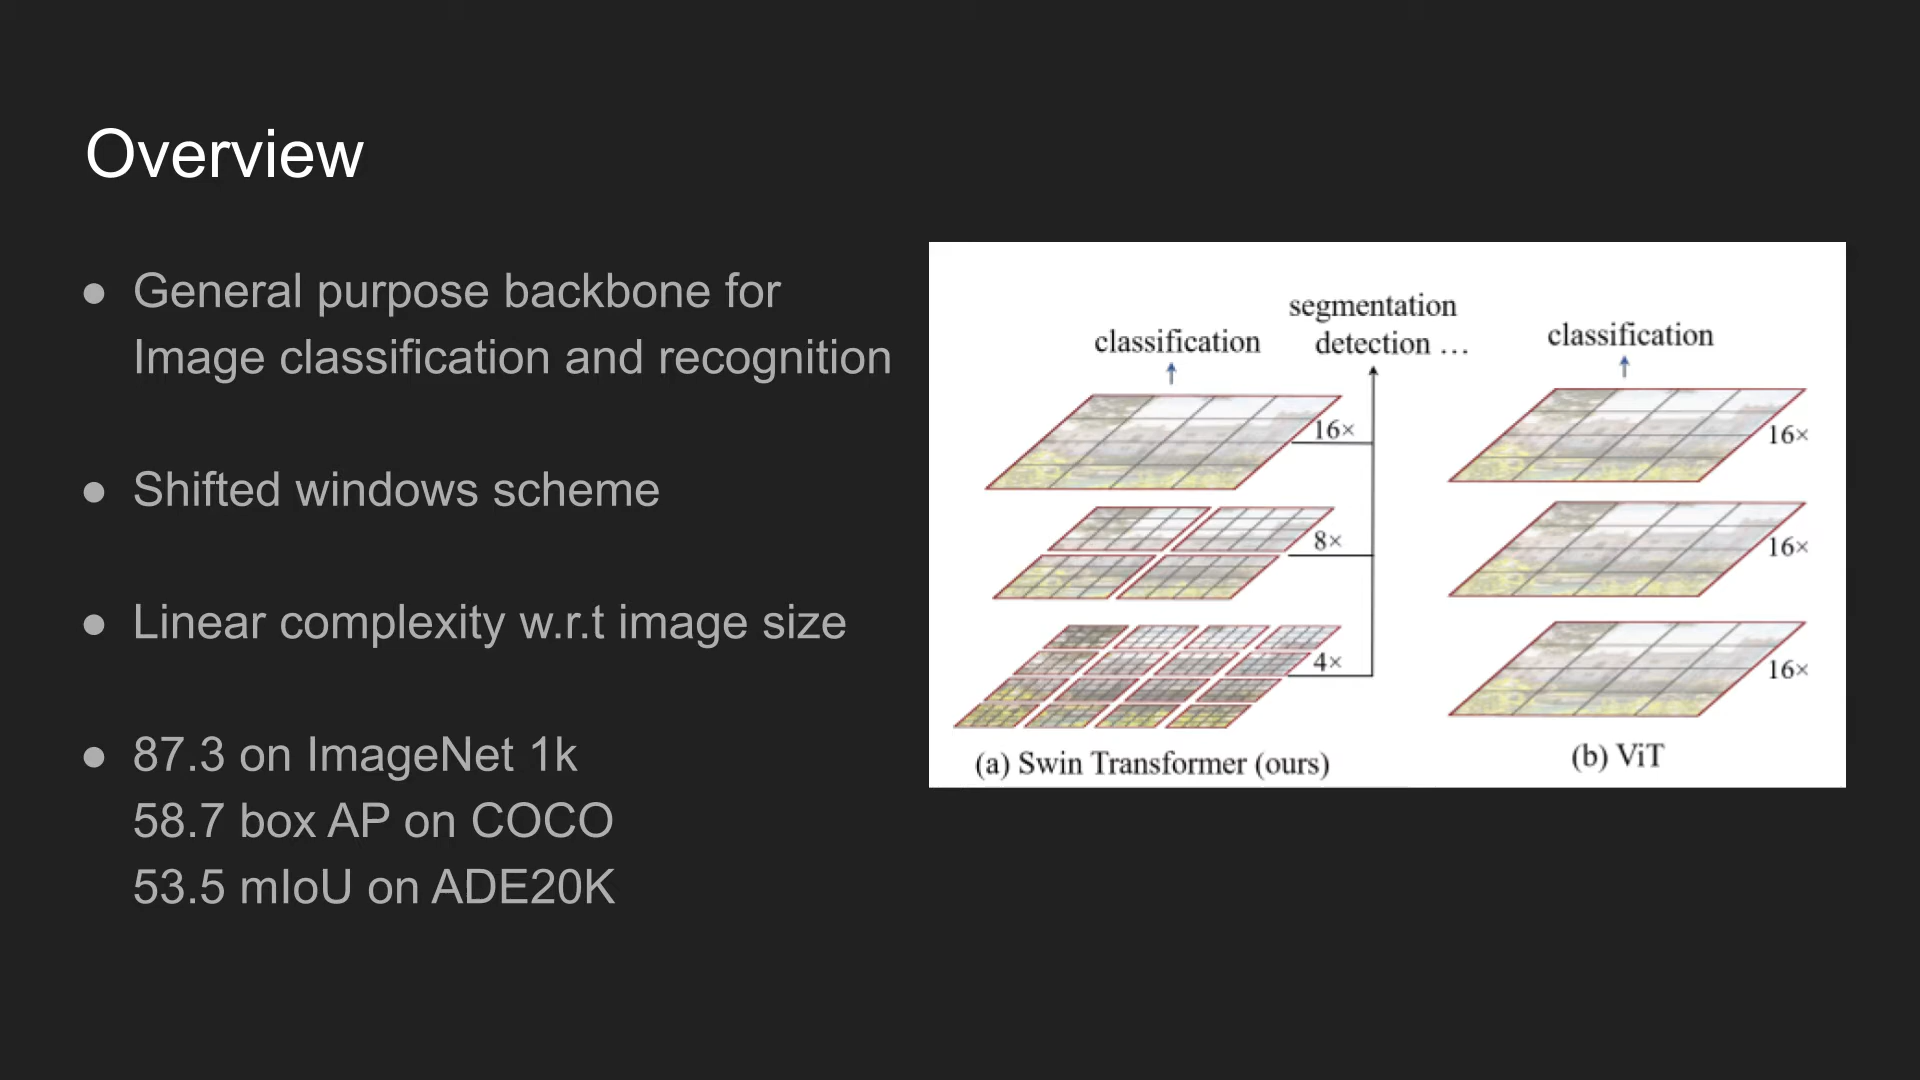 Overview
● General purpose backbone for
Image classification and recognition
● Shifted windows scheme
● Linear complexity w.r.t image size
● 87.3 on ImageNet 1k
58.7 box AP on COCO
53.5 mIoU on ADE20K
segmentation
classification
detection …
16×
8×
4×
(a) Swin Transformer (ours)
classification
16×
16×
16×
(b) ViT